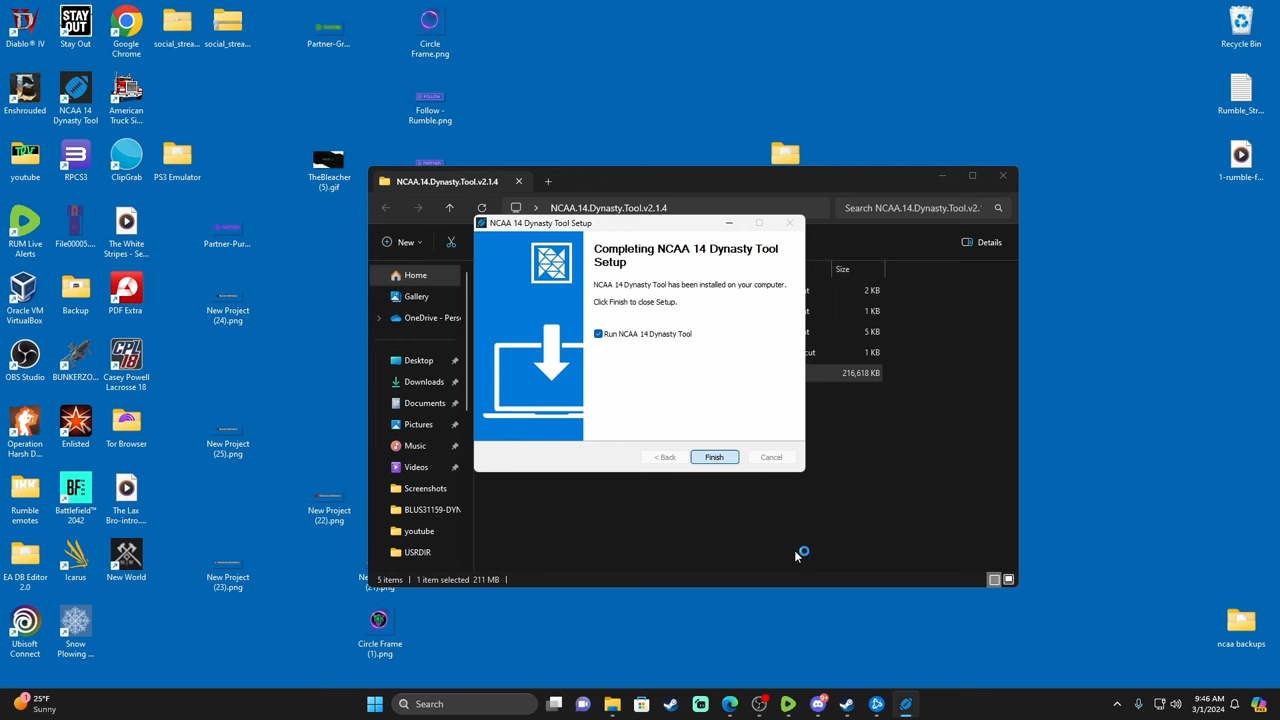 Diablo® IV
Stay Out
Google
Chrome
social_strea...
social_strea...
Partner-Gr...
Circle
Frame.png
Recycle Bin
Enshrouded
NCAA 14
Dynasty Tool
American
Truck Si...
Follow -
Rumble.png
Rumble_Str...
youtube
RPCS3
ClipGrab
PS3 Emulator
TheBleacher
(5).gif
1-rumble-f...
RUM Live
Alerts
File00005....
The White
Stripes - Se...
Partner-Pur...
Oracle VM
VirtualBox
Backup
PDF Extra
New Project
(24).png
OBS Studio
BUNKERZO...
Casey Powell
Lacrosse 18
Operation
Harsh D...
Enlisted
Tor Browser
New Project
(25).png
Rumble
emotes
Battlefield™
2042
The Lax
Bro-intro....
New Project
(22).png
EA DB Editor
2.0
Icarus
New World
New Project
(23).png
Ubisoft
Connect
Snow
Plowing ...
Circle Frame
(1).png
ncaa backups
NCAA.14.Dynasty.Tool.v2.1.4
NCAA.14.Dynasty.Tool.v2.1.4
Search NCAA.14.Dynasty.Tool.v2.
New
Details
Home
Gallery
OneDrive - Perso
Desktop
Downloads
Documents
Pictures
Music
Videos
Screenshots
BLUS31159-DYN
youtube
USRDIR
Size
2 KB
1 KB
5 KB
1 KB
216,618 KB
5 items
1 item selected 211 MB
NCAA 14 Dynasty Tool Setup
Completing NCAA 14 Dynasty Tool
Setup
NCAA 14 Dynasty Tool has been installed on your computer.
Click Finish to close Setup.
Run NCAA 14 Dynasty Tool
< Back
Finish
Cancel
25°F
Sunny
Search
9:46 AM
3/1/2024